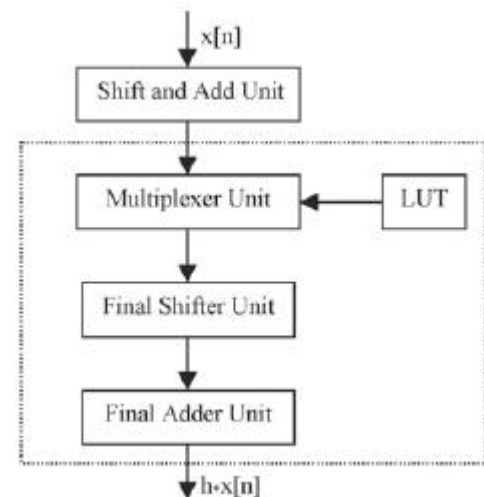 x[n]
Shift and Add Unit
Multiplexer Unit
LUT
Final Shifter Unit
Final Adder Unit
h*x[n]